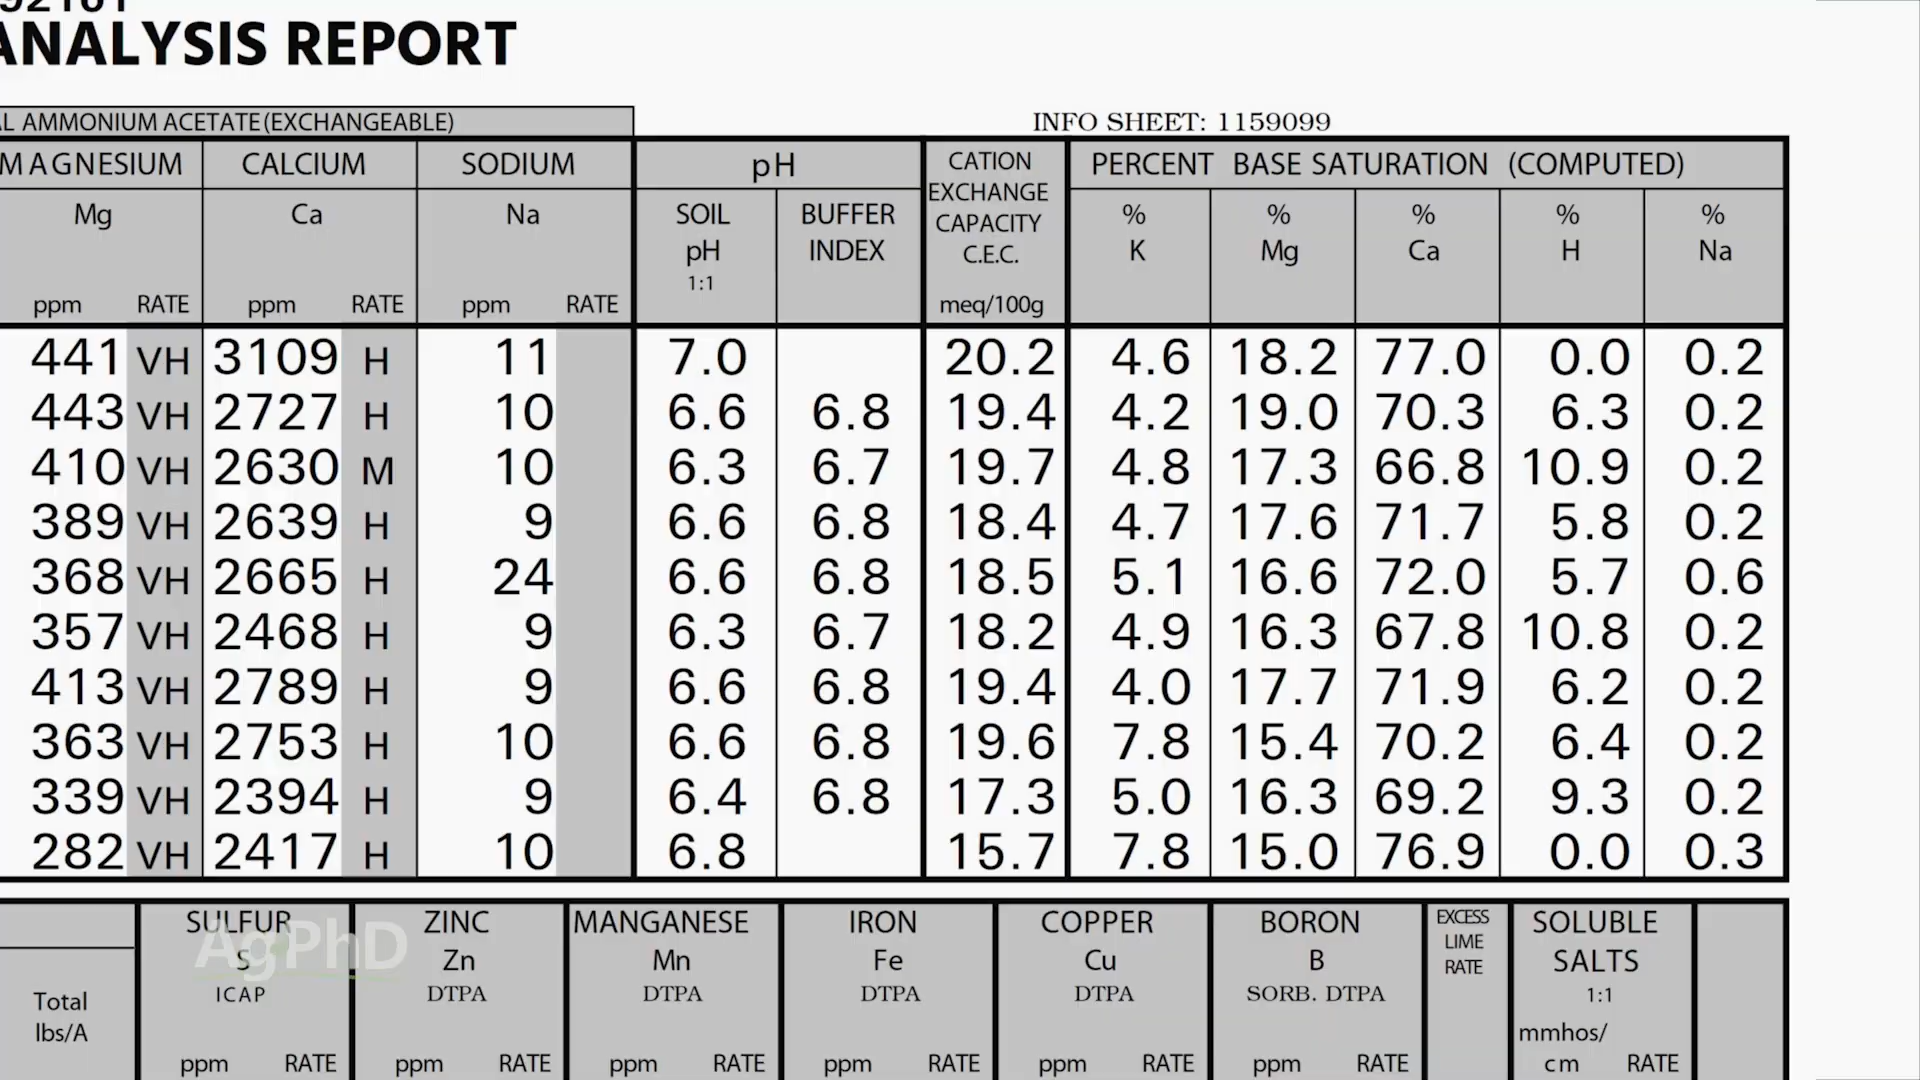 ANALYSIS REPORT
AL AMMONIUM ACETATE (EXCHANGEABLE)
INFO SHEET: 1159099
MAGNESIUM CALCIUM SODIUM pH CATION EXCHANGE CAPACITY C.E.C. PERCENT BASE SATURATION (COMPUTED)
Mg Ca Na SOIL pH 1:1 BUFFER INDEX % K % Mg % Ca % H % Na
ppm RATE ppm RATE ppm RATE meq/100g
441 VH 3109 H 11 7.0 20.2 4.6 18.2 77.0 0.0 0.2
443 VH 2727 H 10 6.6 6.8 19.4 4.2 19.0 70.3 6.3 0.2
410 VH 2630 M 10 6.3 6.7 19.7 4.8 17.3 66.8 10.9 0.2
389 VH 2639 H 9 6.6 6.8 18.4 4.7 17.6 71.7 5.8 0.2
368 VH 2665 H 24 6.6 6.8 18.5 5.1 16.6 72.0 5.7 0.6
357 VH 2468 H 9 6.3 6.7 18.2 4.9 16.3 67.8 10.8 0.2
413 VH 2789 H 9 6.6 6.8 19.4 4.0 17.7 71.9 6.2 0.2
363 VH 2753 H 10 6.6 6.8 19.6 7.8 15.4 70.2 6.4 0.2
339 VH 2394 H 9 6.4 6.8 17.3 5.0 16.3 69.2 9.3 0.2
282 VH 2417 H 10 6.8 15.7 7.8 15.0 76.9 0.0 0.3
SULFUR ZINC MANGANESE IRON COPPER BORON EXCESS LIME RATE SOLUBLE SALTS
S Zn Mn Fe Cu B
AgPhD
Total lbs/A ICAP DTPA DTPA DTPA DTPA SORB. DTPA 1:1
mmhos/
ppm RATE ppm RATE ppm RATE ppm RATE ppm RATE ppm RATE cm RATE